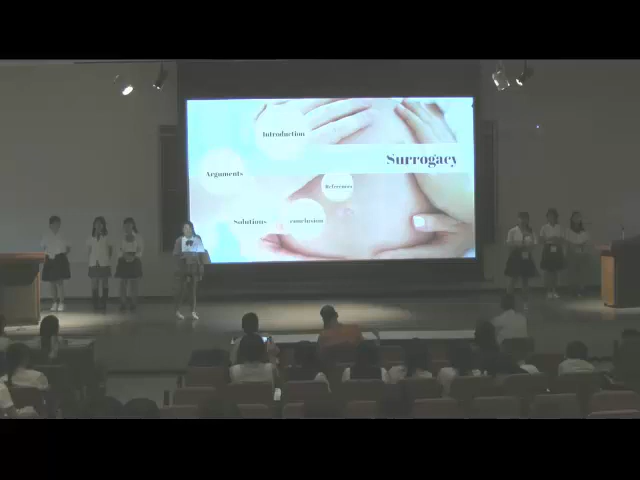 Introduction
Surrogacy
Arguments
References
Solutions
conclusion